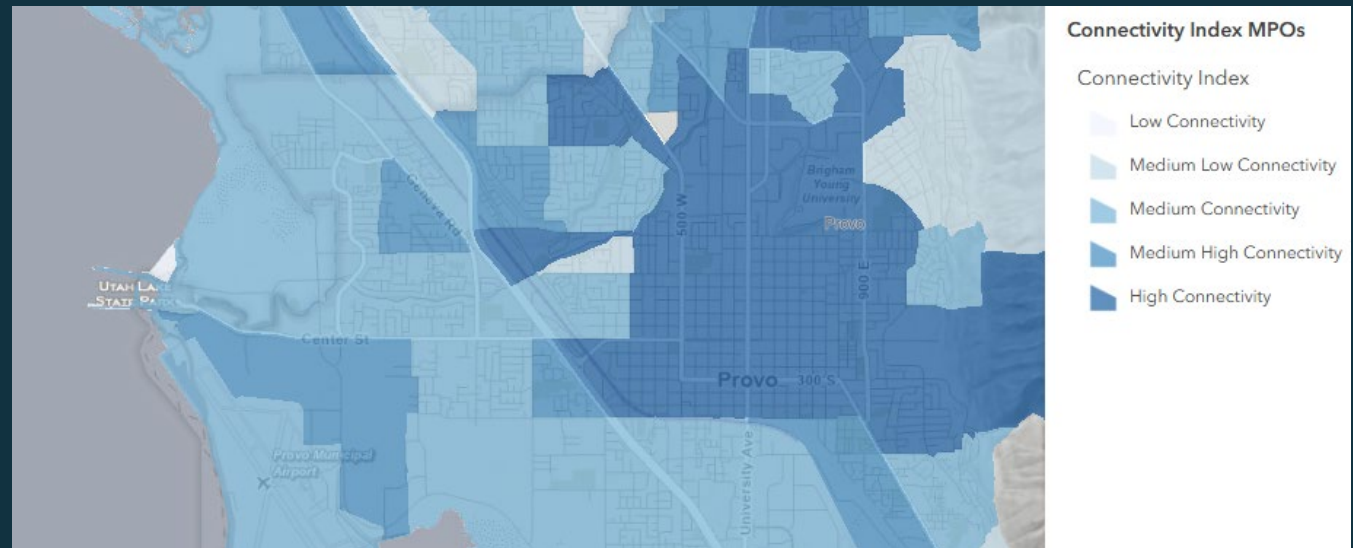 Connectivity Index MPOs
Connectivity Index
Low Connectivity
Medium Low Connectivity
Medium Connectivity
Medium High Connectivity
High Connectivity
Brigham
Young
University
Provo
Geneva Rd
500 W
900 E
UTAH LAKE
STATE PARK
Center St
Provo
300 S
Provo Municipal
Airport
University Ave